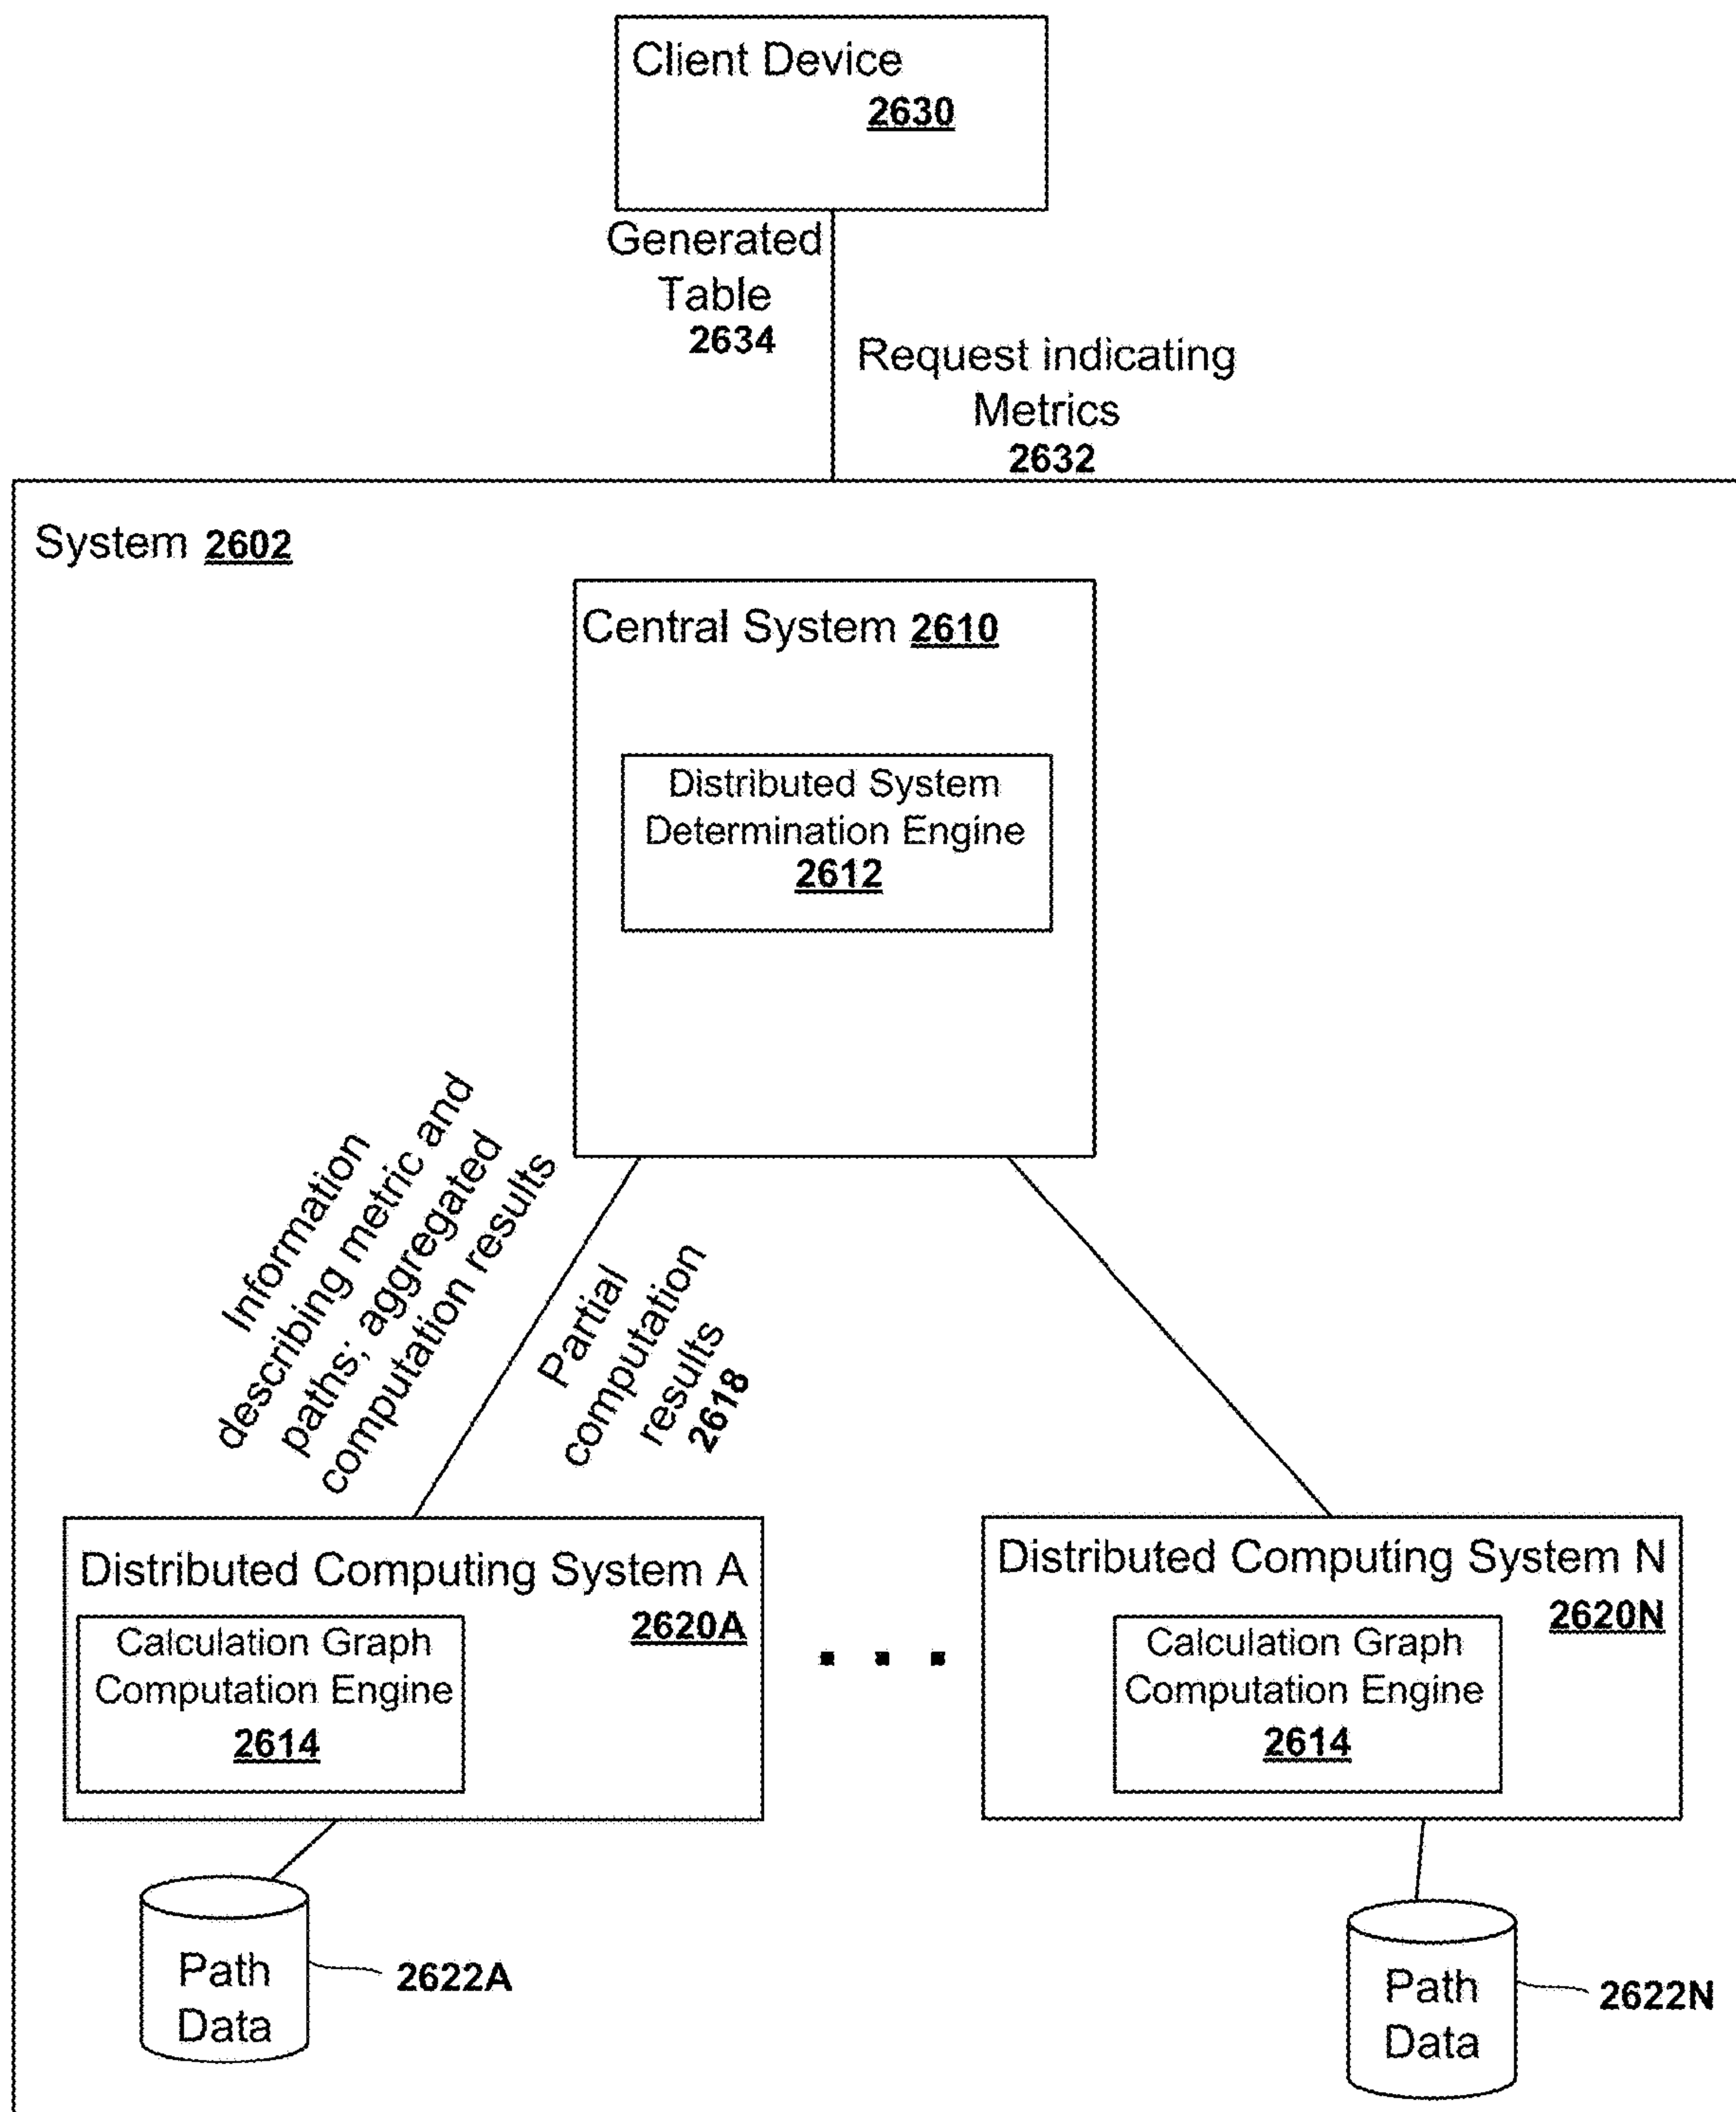 Client Device
2630
Generated
Table
2634
Request indicating
Metrics
2632
System 2602
Central System 2610
Distributed System
Determination Engine
2612
Information
describing metric and
paths; aggregated
computation results
Partial
computation
results
2618
Distributed Computing System A
2620A
Calculation Graph
Computation Engine
2614
Distributed Computing System N
2620N
Calculation Graph
Computation Engine
2614
Path
Data
2622A
Path
Data
2622N